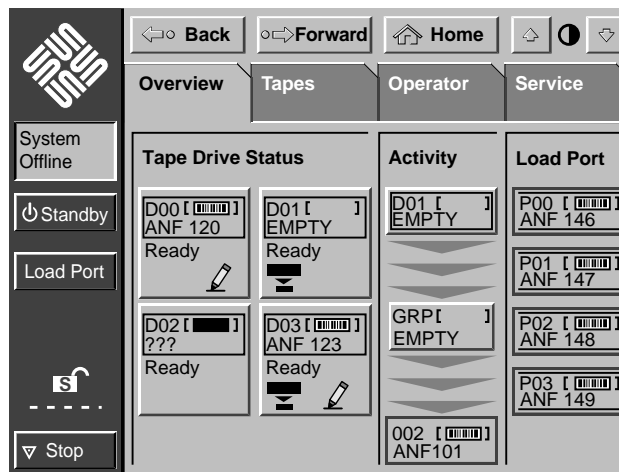 SUN
Back
Forward
Home
Overview
Tapes
Operator
Service
System
Offline
Standby
Load Port
S
Stop
Tape Drive Status
D00 [ ]
ANF 120
Ready
D01 [ ]
EMPTY
Ready
D02 [ ]
???
Ready
D03 [ ]
ANF 123
Ready
Activity
D01 [ ]
EMPTY
GRP[ ]
EMPTY
002 [ ]
ANF101
Load Port
P00 [ ]
ANF 146
P01 [ ]
ANF 147
P02 [ ]
ANF 148
P03 [ ]
ANF 149